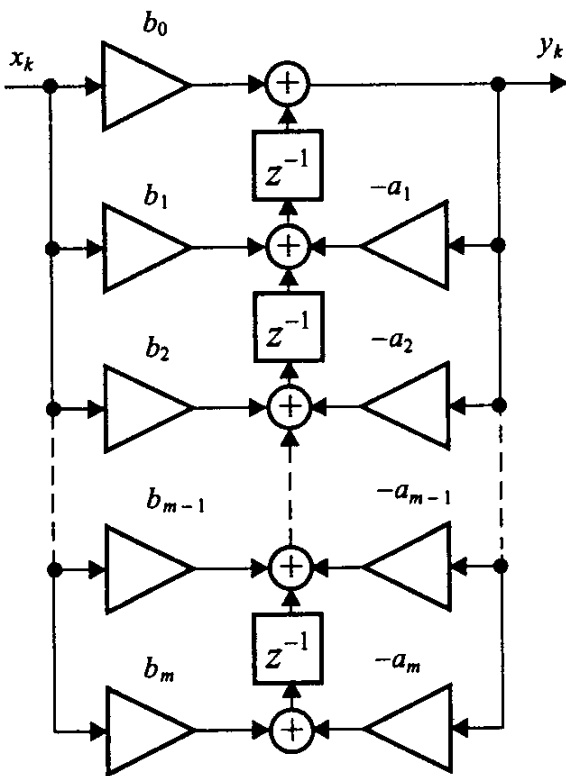 b₀
xₖ yₖ
+
z⁻¹
b₁ −a₁
+
z⁻¹
b₂ −a₂
+
bₘ₋₁ −aₘ₋₁
+
z⁻¹
bₘ −aₘ
+